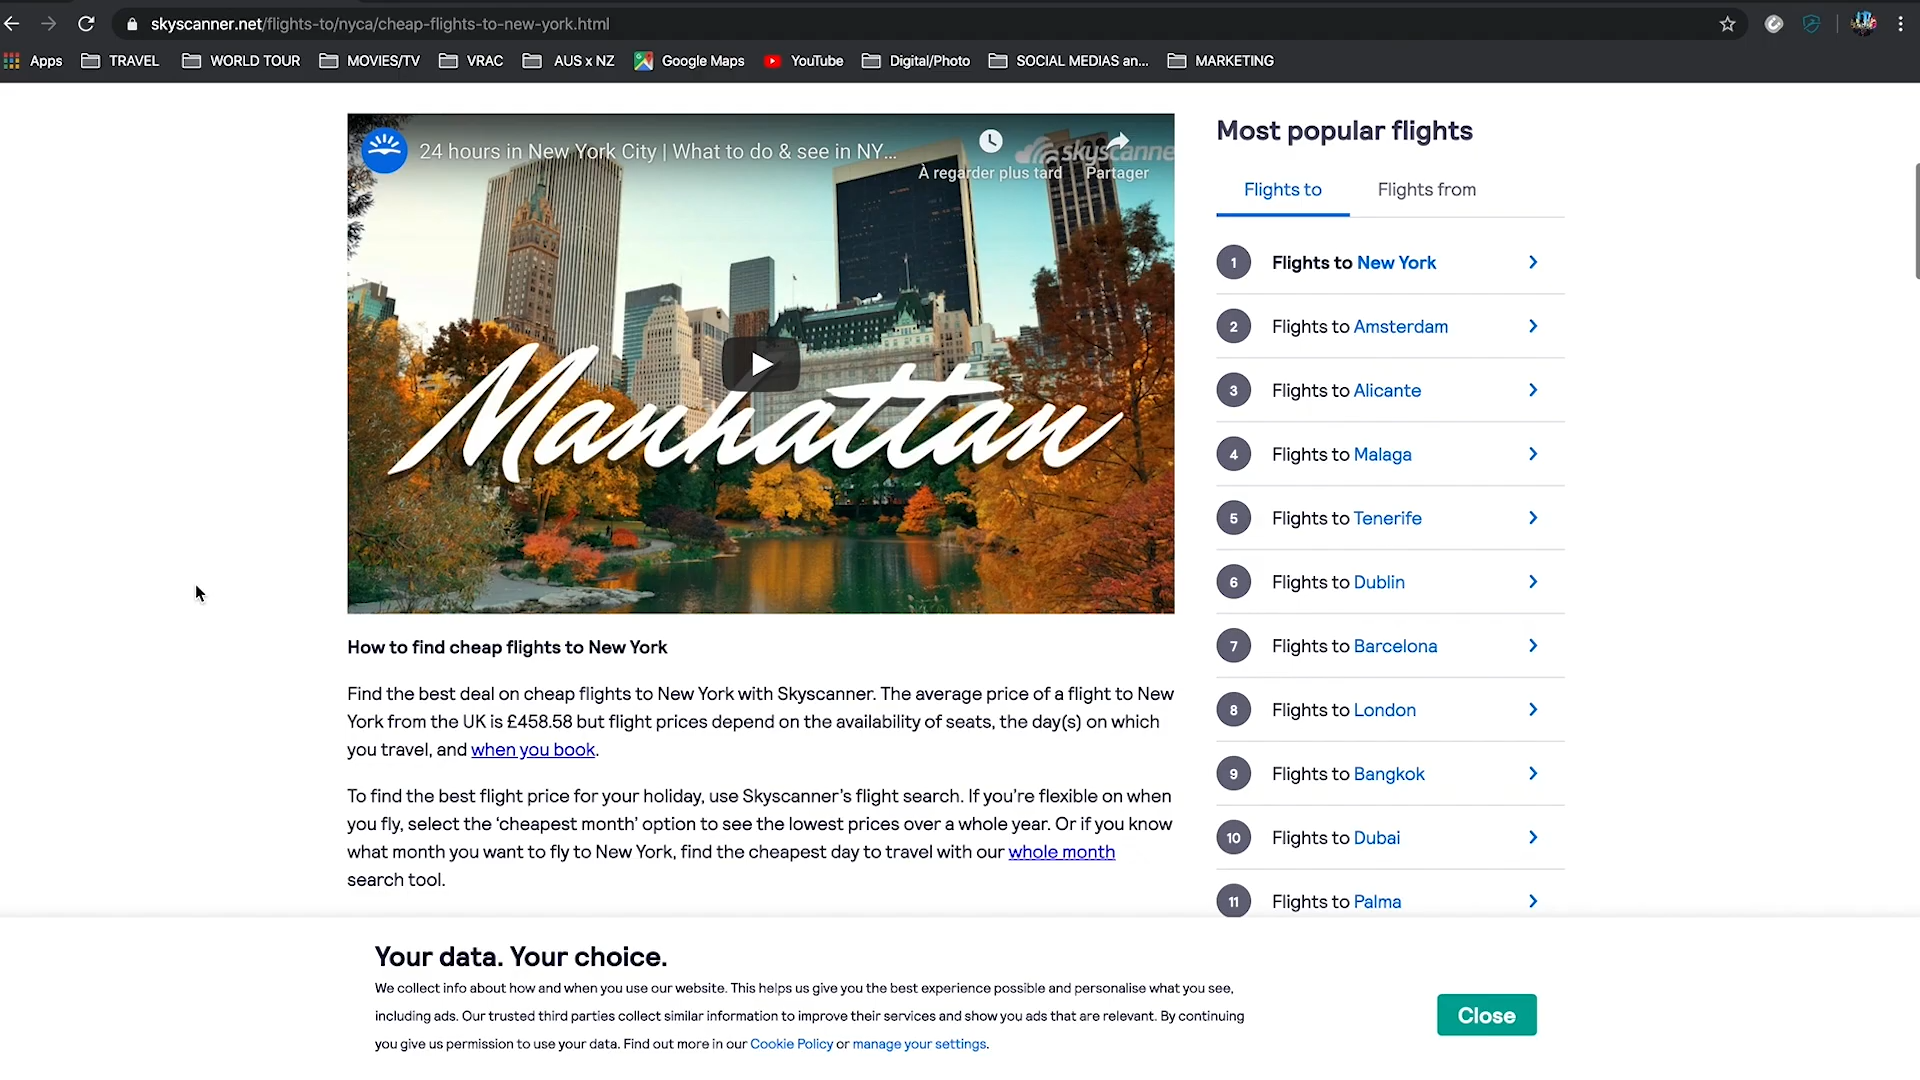 skyscanner.net/flights-to/nyca/cheap-flights-to-new-york.html
Apps TRAVEL WORLD TOUR MOVIES/TV VRAC AUS x NZ Google Maps YouTube Digital/Photo SOCIAL MEDIAS an... MARKETING
24 hours in New York City | What to do & see in NY...
À regarder plus tard
Partager
skyscanne
Manhattan
How to find cheap flights to New York
Find the best deal on cheap flights to New York with Skyscanner. The average price of a flight to New
York from the UK is £458.58 but flight prices depend on the availability of seats, the day(s) on which
you travel, and when you book.
To find the best flight price for your holiday, use Skyscanner's flight search. If you're flexible on when
you fly, select the ‘cheapest month’ option to see the lowest prices over a whole year. Or if you know
what month you want to fly to New York, find the cheapest day to travel with our whole month
search tool.
Most popular flights
Flights to Flights from
1 Flights to New York
2 Flights to Amsterdam
3 Flights to Alicante
4 Flights to Malaga
5 Flights to Tenerife
6 Flights to Dublin
7 Flights to Barcelona
8 Flights to London
9 Flights to Bangkok
10 Flights to Dubai
11 Flights to Palma
Your data. Your choice.
We collect info about how and when you use our website. This helps us give you the best experience possible and personalise what you see,
including ads. Our trusted third parties collect similar information to improve their services and show you ads that are relevant. By continuing
you give us permission to use your data. Find out more in our Cookie Policy or manage your settings.
Close